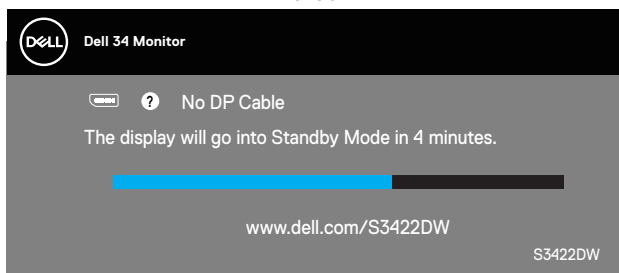 DELL
Dell 34 Monitor
? No DP Cable
The display will go into Standby Mode in 4 minutes.
www.dell.com/S3422DW
S3422DW